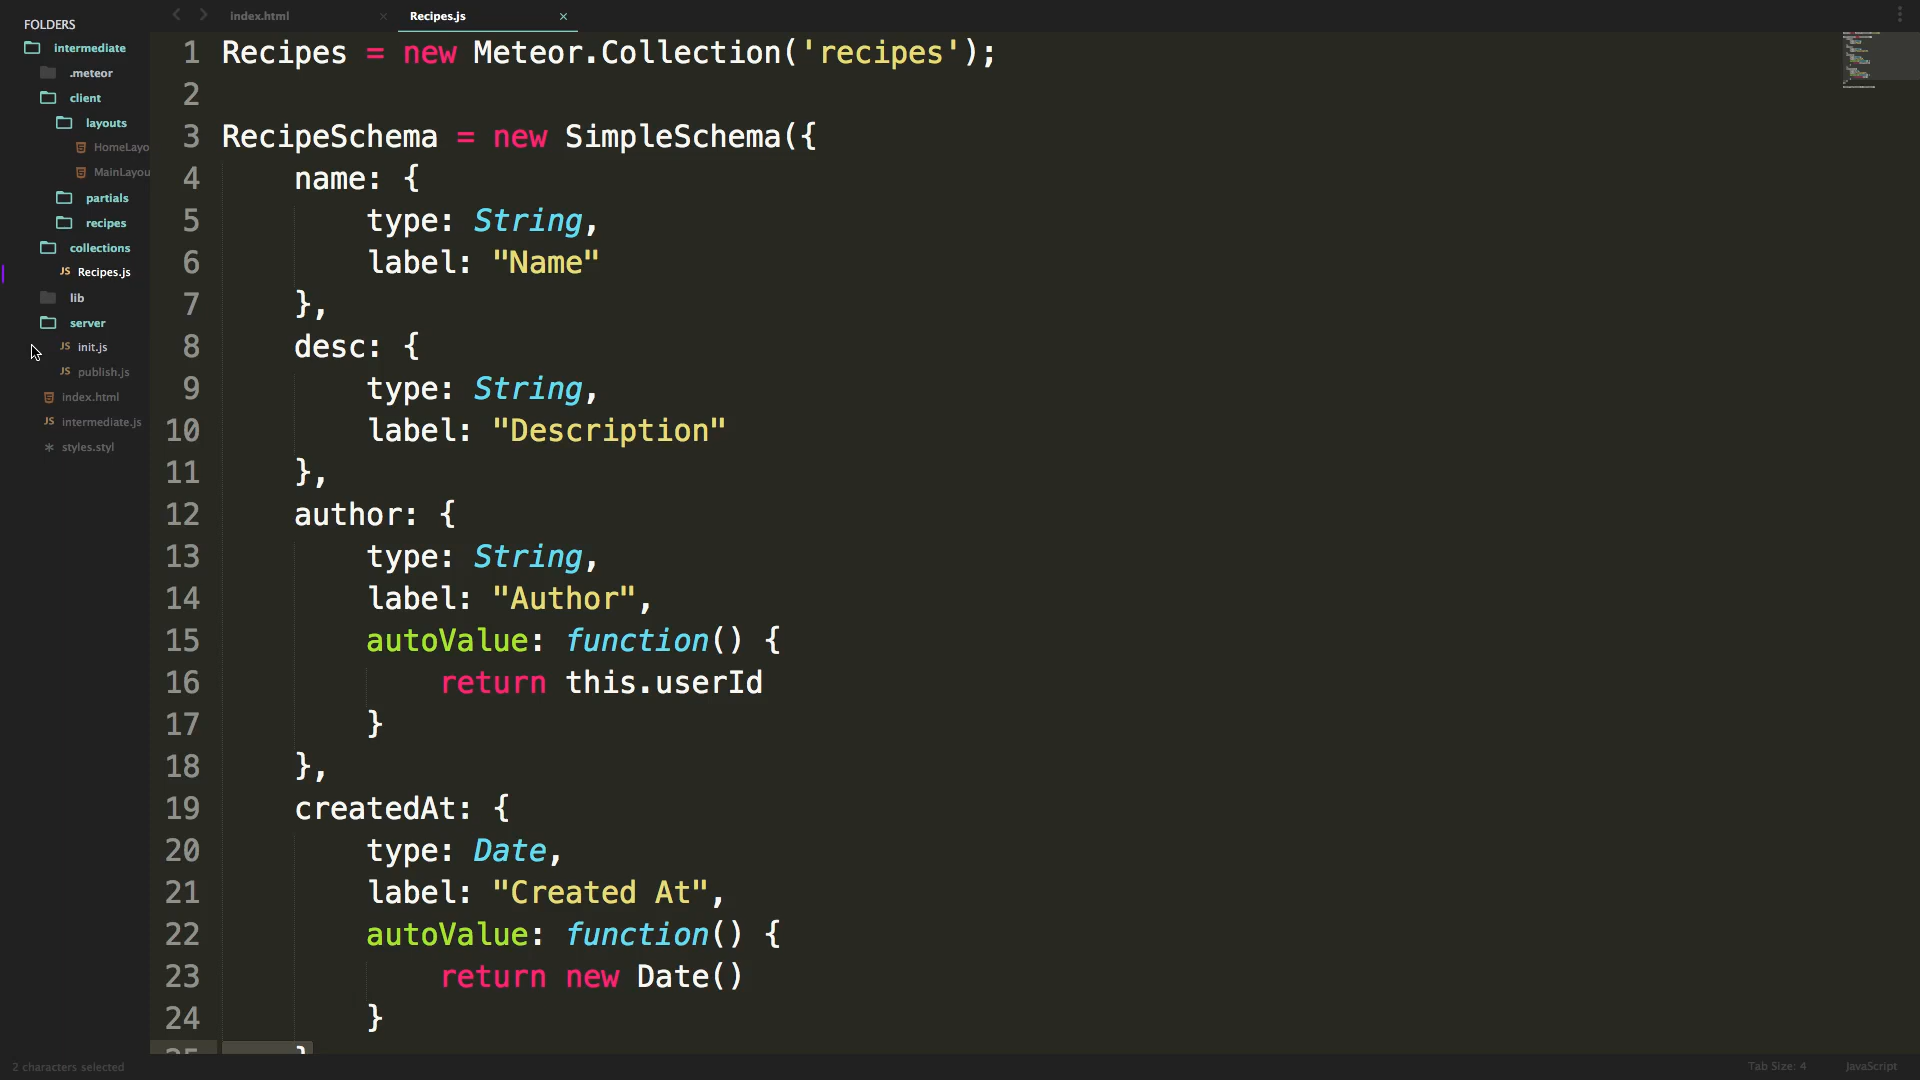 FOLDERS
intermediate
.meteor
client
layouts
HomeLayo
MainLayou
partials
recipes
collections
JS Recipes.js
lib
server
JS init.js
JS publish.js
index.html
JS intermediate.js
* styles.styl
index.html ×
Recipes.js ×
1 Recipes = new Meteor.Collection('recipes');
2
3 RecipeSchema = new SimpleSchema({
4 name: {
5 type: String,
6 label: "Name"
7 },
8 desc: {
9 type: String,
10 label: "Description"
11 },
12 author: {
13 type: String,
14 label: "Author",
15 autoValue: function() {
16 return this.userId
17 }
18 },
19 createdAt: {
20 type: Date,
21 label: "Created At",
22 autoValue: function() {
23 return new Date()
24 }
25 }
2 characters selected
Tab Size: 4
JavaScript